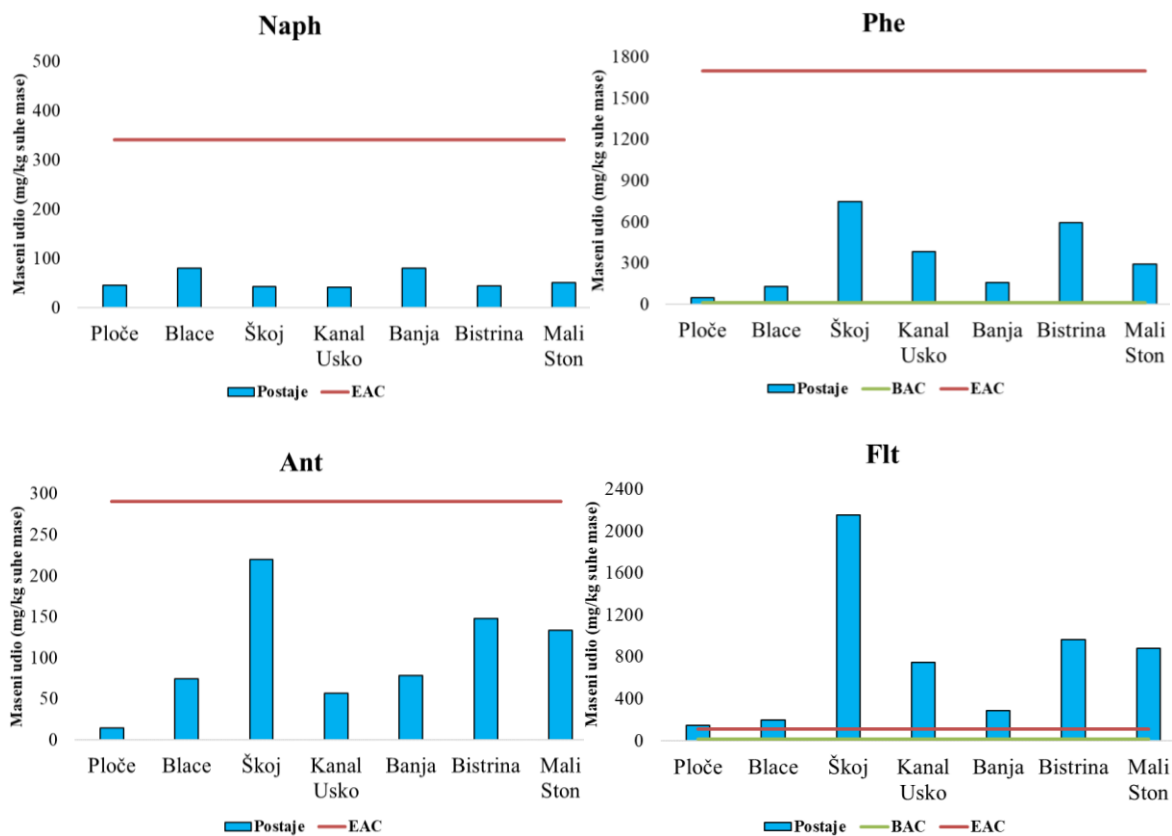 Naph
Maseni udio (mg/kg suhe mase)
500
400
300
200
100
0
Ploče Blace Škoj Kanal Usko Banja Bistrina Mali Ston
Postaje EAC
Phe
Maseni udio (mg/kg suhe mase)
1800
1500
1200
900
600
300
0
Ploče Blace Škoj Kanal Usko Banja Bistrina Mali Ston
Postaje BAC EAC
Ant
Maseni udio (mg/kg suhe mase)
300
250
200
150
100
50
0
Ploče Blace Škoj Kanal Usko Banja Bistrina Mali Ston
Postaje EAC
Flt
Maseni udio (mg/kg suhe mase)
2400
2000
1600
1200
800
400
0
Ploče Blace Škoj Kanal Usko Banja Bistrina Mali Ston
Postaje BAC EAC